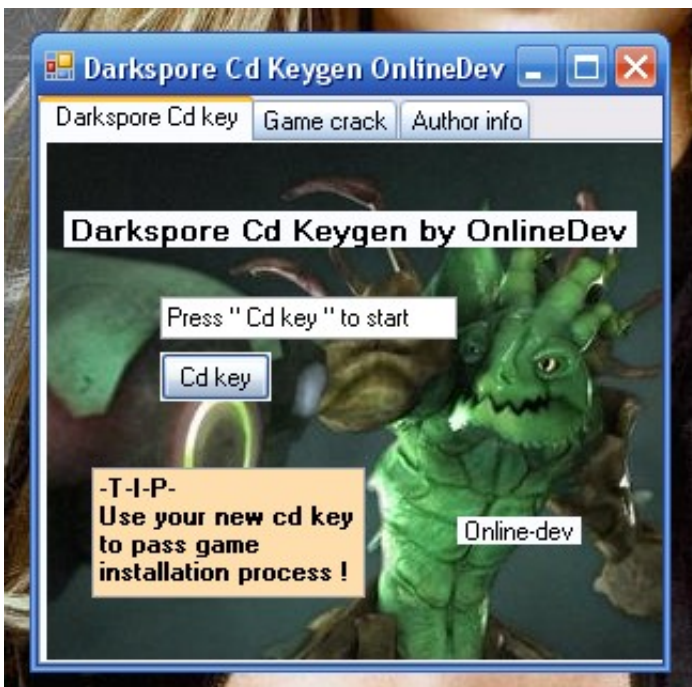 Darkspore Cd Keygen OnlineDev
Darkspore Cd key Game crack Author info
Darkspore Cd Keygen by OnlineDev
Press " Cd key " to start
Cd key
-T-I-P-
Use your new cd key
to pass game
installation process !
Online-dev